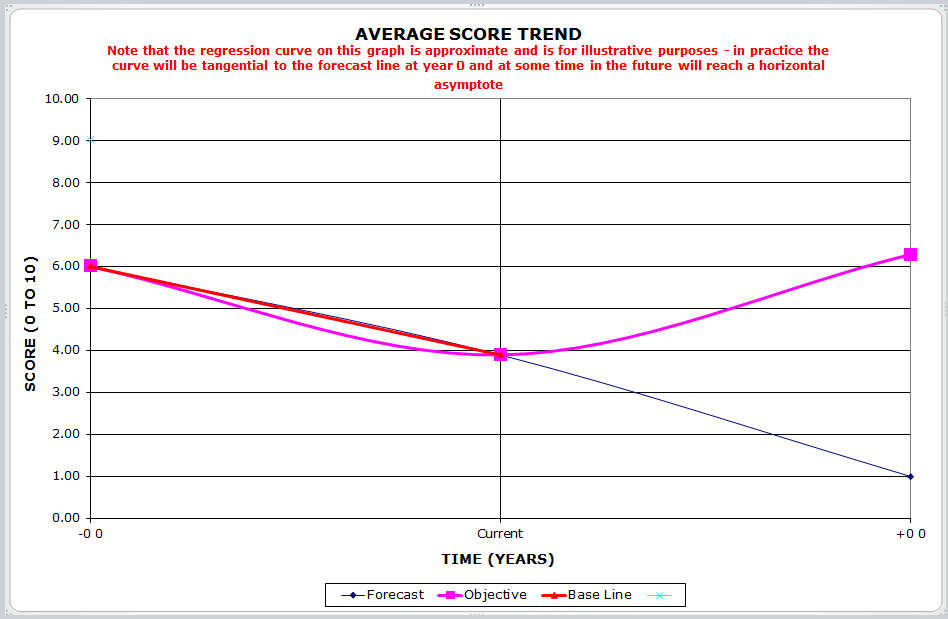 AVERAGE SCORE TREND
Note that the regression curve on this graph is approximate and is for illustrative purposes - in practice the
curve will be tangential to the forecast line at year 0 and at some time in the future will reach a horizontal
asymptote
10.00
9.00
8.00
7.00
6.00
5.00
4.00
3.00
2.00
1.00
0.00
SCORE (0 TO 10)
-0 0 Current +0 0
TIME (YEARS)
Forecast Objective Base Line